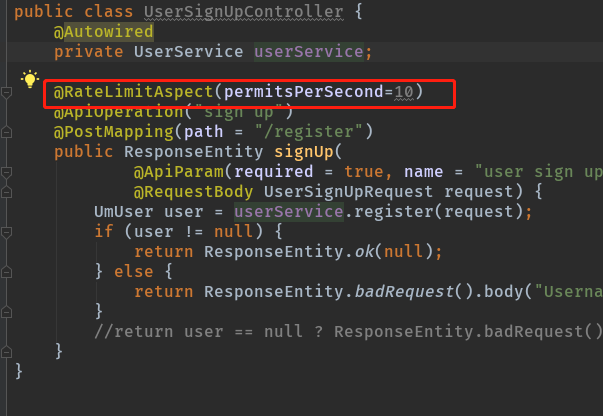 public class UserSignUpController {
@Autowired
private UserService userService;
@RateLimitAspect(permitsPerSecond=10)
@ApiOperation("sign up")
@PostMapping(path = "/register")
public ResponseEntity signUp(
@ApiParam(required = true, name = "user sign up
@RequestBody UserSignUpRequest request) {
UmUser user = userService.register(request);
if (user != null) {
return ResponseEntity.ok(null);
} else {
return ResponseEntity.badRequest().body("Userna
}
//return user == null ? ResponseEntity.badRequest()
}
}